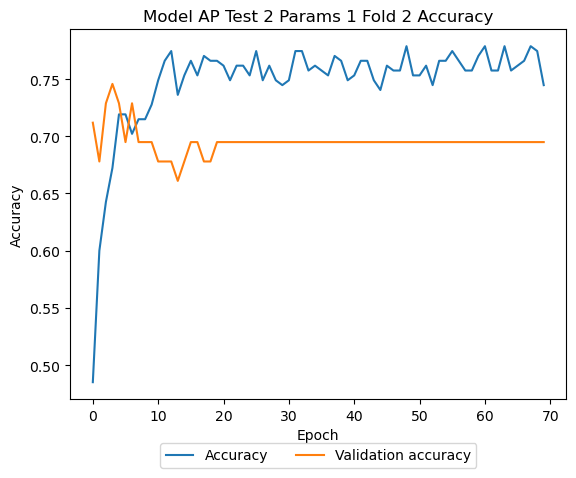 Model AP Test 2 Params 1 Fold 2 Accuracy
Accuracy
0.75
0.70
0.65
0.60
0.55
0.50
0 10 20 30 40 50 60 70
Epoch
Accuracy Validation accuracy